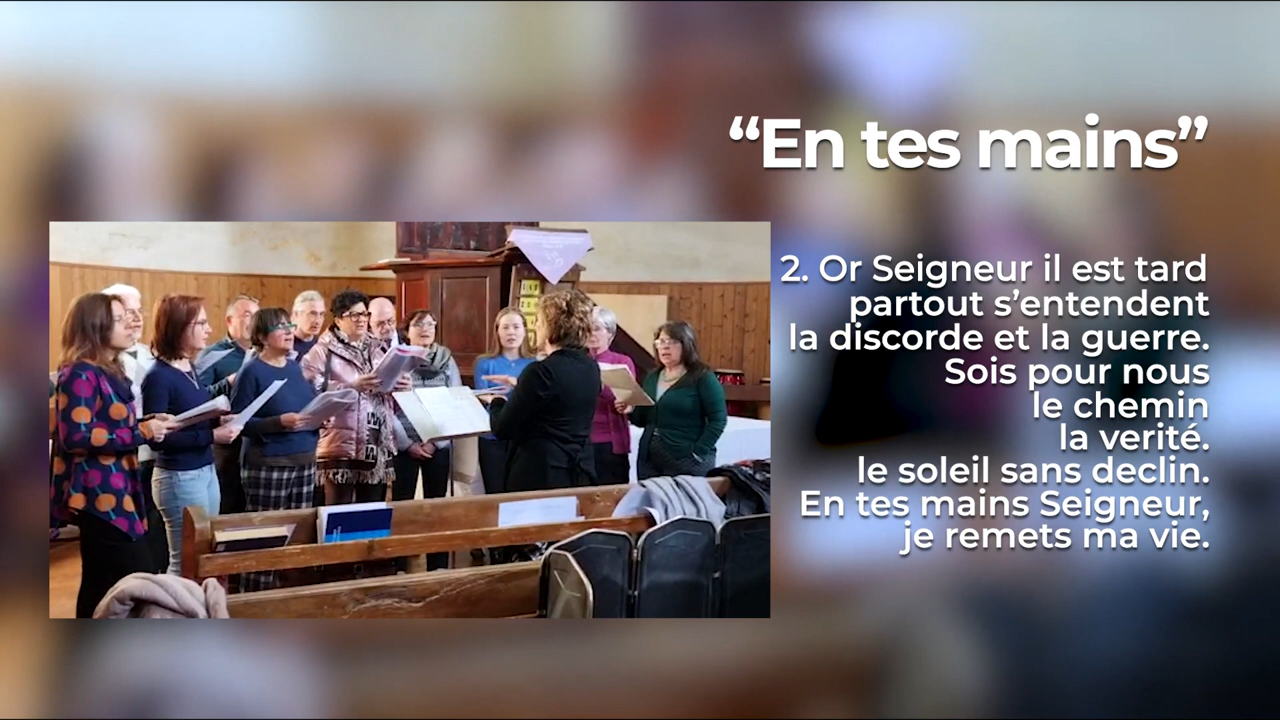 “En tes mains”
2. Or Seigneur il est tard
partout s’entendent
la discorde et la guerre.
Sois pour nous
le chemin
la verité.
le soleil sans declin.
En tes mains Seigneur,
je remets ma vie.